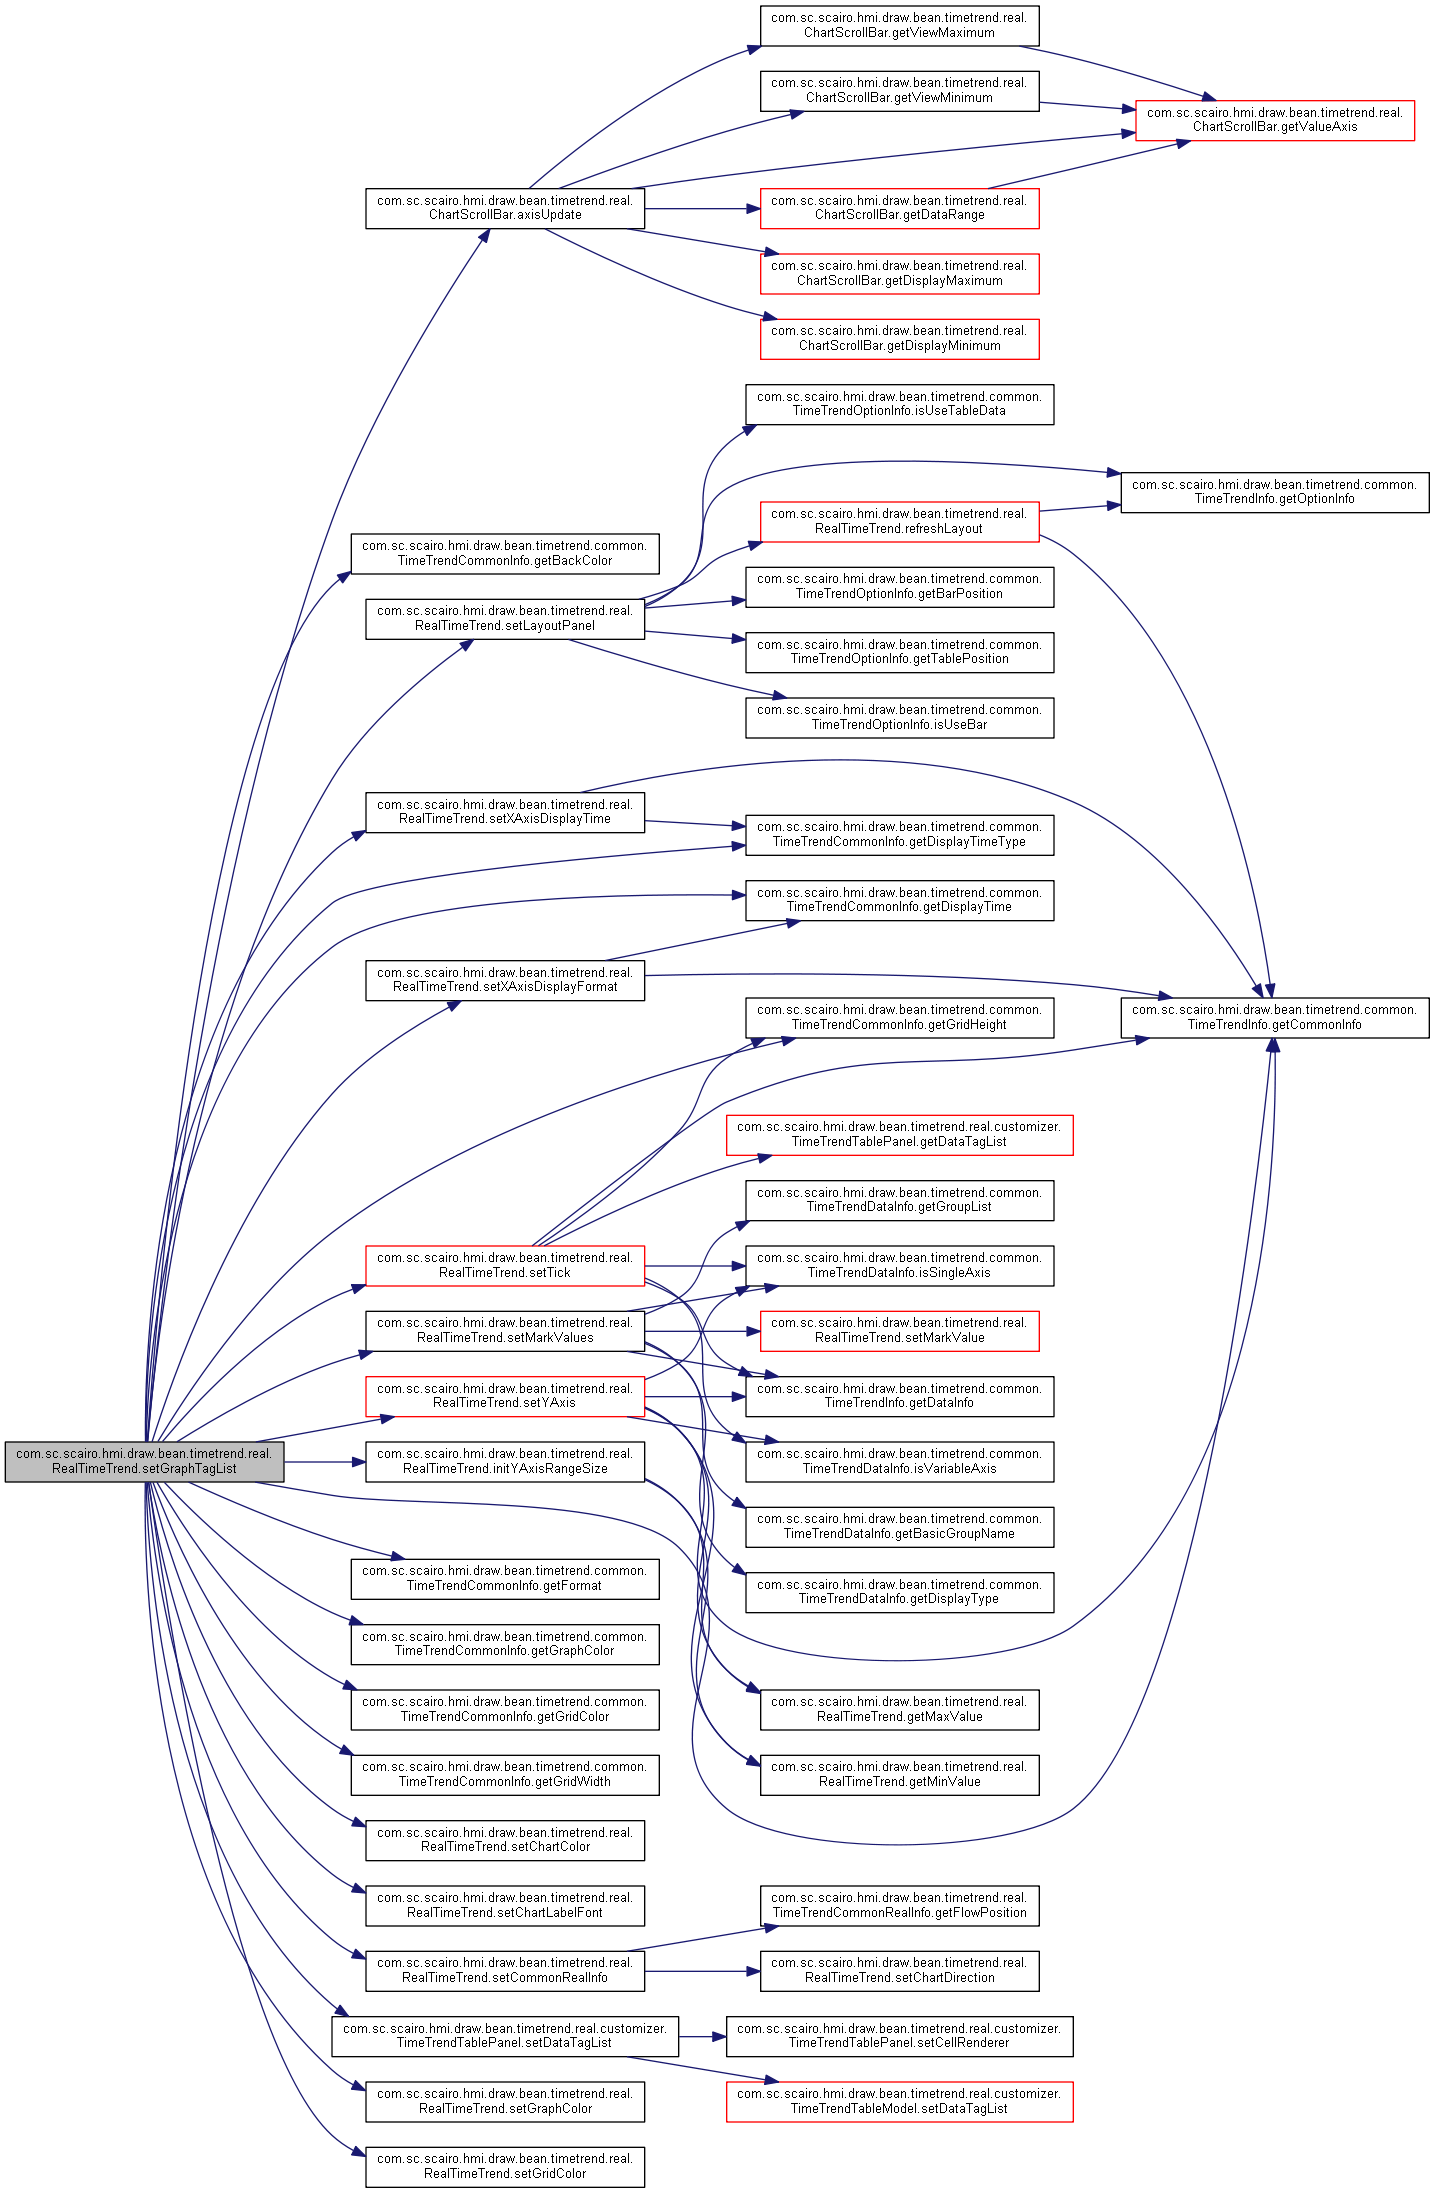 com.sc.scairo.hmi.draw.bean.timetrend.real.
ChartScrollBar.getViewMaximum
com.sc.scairo.hmi.draw.bean.timetrend.real.
ChartScrollBar.getViewMinimum
com.sc.scairo.hmi.draw.bean.timetrend.real.
ChartScrollBar.getValueAxis
com.sc.scairo.hmi.draw.bean.timetrend.real.
ChartScrollBar.axisUpdate
com.sc.scairo.hmi.draw.bean.timetrend.real.
ChartScrollBar.getDataRange
com.sc.scairo.hmi.draw.bean.timetrend.real.
ChartScrollBar.getDisplayMaximum
com.sc.scairo.hmi.draw.bean.timetrend.real.
ChartScrollBar.getDisplayMinimum
com.sc.scairo.hmi.draw.bean.timetrend.common.
TimeTrendOptionInfo.isUseTableData
com.sc.scairo.hmi.draw.bean.timetrend.common.
TimeTrendInfo.getOptionInfo
com.sc.scairo.hmi.draw.bean.timetrend.real.
RealTimeTrend.refreshLayout
com.sc.scairo.hmi.draw.bean.timetrend.common.
TimeTrendCommonInfo.getBackColor
com.sc.scairo.hmi.draw.bean.timetrend.common.
TimeTrendOptionInfo.getBarPosition
com.sc.scairo.hmi.draw.bean.timetrend.real.
RealTimeTrend.setLayoutPanel
com.sc.scairo.hmi.draw.bean.timetrend.common.
TimeTrendOptionInfo.getTablePosition
com.sc.scairo.hmi.draw.bean.timetrend.common.
TimeTrendOptionInfo.isUseBar
com.sc.scairo.hmi.draw.bean.timetrend.real.
RealTimeTrend.setXAxisDisplayTime
com.sc.scairo.hmi.draw.bean.timetrend.common.
TimeTrendCommonInfo.getDisplayTimeType
com.sc.scairo.hmi.draw.bean.timetrend.common.
TimeTrendCommonInfo.getDisplayTime
com.sc.scairo.hmi.draw.bean.timetrend.real.
RealTimeTrend.setXAxisDisplayFormat
com.sc.scairo.hmi.draw.bean.timetrend.common.
TimeTrendCommonInfo.getGridHeight
com.sc.scairo.hmi.draw.bean.timetrend.common.
TimeTrendInfo.getCommonInfo
com.sc.scairo.hmi.draw.bean.timetrend.real.customizer.
TimeTrendTablePanel.getDataTagList
com.sc.scairo.hmi.draw.bean.timetrend.common.
TimeTrendDataInfo.getGroupList
com.sc.scairo.hmi.draw.bean.timetrend.real.
RealTimeTrend.setTick
com.sc.scairo.hmi.draw.bean.timetrend.common.
TimeTrendDataInfo.isSingleAxis
com.sc.scairo.hmi.draw.bean.timetrend.real.
RealTimeTrend.setMarkValues
com.sc.scairo.hmi.draw.bean.timetrend.real.
RealTimeTrend.setMarkValue
com.sc.scairo.hmi.draw.bean.timetrend.real.
RealTimeTrend.setYAxis
com.sc.scairo.hmi.draw.bean.timetrend.common.
TimeTrendInfo.getDataInfo
com.sc.scairo.hmi.draw.bean.timetrend.real.
RealTimeTrend.setGraphTagList
com.sc.scairo.hmi.draw.bean.timetrend.real.
RealTimeTrend.initYAxisRangeSize
com.sc.scairo.hmi.draw.bean.timetrend.common.
TimeTrendDataInfo.isVariableAxis
com.sc.scairo.hmi.draw.bean.timetrend.common.
TimeTrendDataInfo.getBasicGroupName
com.sc.scairo.hmi.draw.bean.timetrend.common.
TimeTrendCommonInfo.getFormat
com.sc.scairo.hmi.draw.bean.timetrend.common.
TimeTrendDataInfo.getDisplayType
com.sc.scairo.hmi.draw.bean.timetrend.common.
TimeTrendCommonInfo.getGraphColor
com.sc.scairo.hmi.draw.bean.timetrend.common.
TimeTrendCommonInfo.getGridColor
com.sc.scairo.hmi.draw.bean.timetrend.real.
RealTimeTrend.getMaxValue
com.sc.scairo.hmi.draw.bean.timetrend.common.
TimeTrendCommonInfo.getGridWidth
com.sc.scairo.hmi.draw.bean.timetrend.real.
RealTimeTrend.getMinValue
com.sc.scairo.hmi.draw.bean.timetrend.real.
RealTimeTrend.setChartColor
com.sc.scairo.hmi.draw.bean.timetrend.real.
RealTimeTrend.setChartLabelFont
com.sc.scairo.hmi.draw.bean.timetrend.real.
TimeTrendCommonRealInfo.getFlowPosition
com.sc.scairo.hmi.draw.bean.timetrend.real.
RealTimeTrend.setCommonRealInfo
com.sc.scairo.hmi.draw.bean.timetrend.real.
RealTimeTrend.setChartDirection
com.sc.scairo.hmi.draw.bean.timetrend.real.customizer.
TimeTrendTablePanel.setDataTagList
com.sc.scairo.hmi.draw.bean.timetrend.real.customizer.
TimeTrendTablePanel.setCellRenderer
com.sc.scairo.hmi.draw.bean.timetrend.real.
RealTimeTrend.setGraphColor
com.sc.scairo.hmi.draw.bean.timetrend.real.customizer.
TimeTrendTableModel.setDataTagList
com.sc.scairo.hmi.draw.bean.timetrend.real.
RealTimeTrend.setGridColor